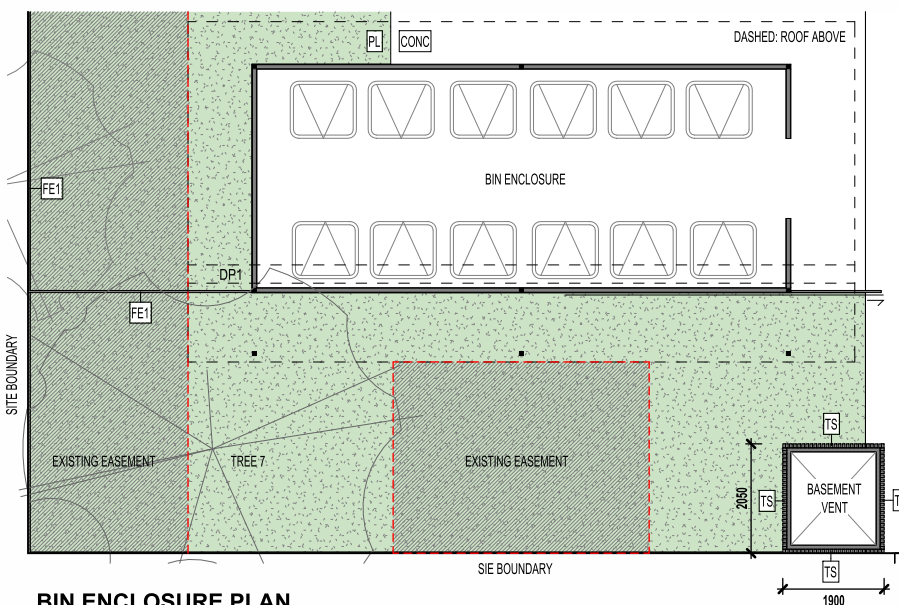 PL CONC
DASHED: ROOF ABOVE
BIN ENCLOSURE
FE1
DP1
FE1
SITE BOUNDARY
EXISTING EASEMENT
TREE 7
EXISTING EASEMENT
TS
2050
TS
BASEMENT
VENT
TS
SIE BOUNDARY
1900
BIN ENCLOSURE PLAN